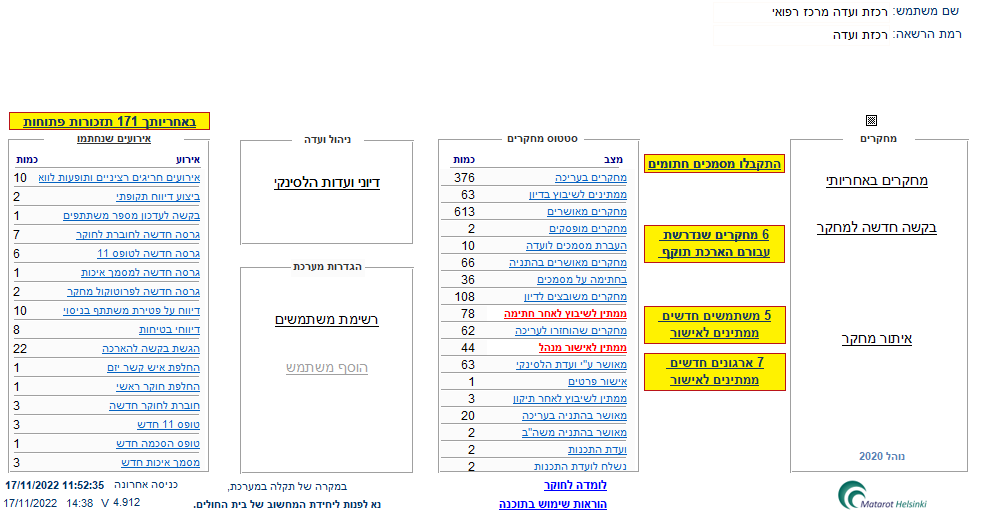 שם משתמש: רכזת ועדה מרכז רפואי
רמת הרשאה: רכזת ועדה
מחקרים
מחקרים באחריותי
בקשה חדשה למחקר
איתור מחקר
נוהל 2020
Matarot Helsinki
התקבלו מסמכים חתומים
6 מחקרים שנדרשת
עבורם הארכת תוקף
5 משתמשים חדשים
ממתינים לאישור
7 ארגונים חדשים
ממתינים לאישור
סטטוס מחקרים
מצב כמות
מחקרים בעריכה 376
ממתינים לשיבוץ בדיון 63
מחקרים מאושרים 613
מחקרים מופסקים 2
העברת מסמכים לועדה 10
מחקרים מאושרים בהתניה 66
בחתימה על מסמכים 36
מחקרים משובצים לדיון 108
ממתין לשיבוץ לאחר חתימה 78
מחקרים שהוחזרו לעריכה 62
ממתין לאישור מנהל 44
מאושר ע"י ועדת הלסינקי 63
אישור פרטים 1
ממתין לשיבוץ לאחר תיקון 3
מאושר בהתניה בעריכה 20
מאושר בהתניה משה"ב 2
ועדת התכנות 2
נשלח לועדת התכנות 2
לומדה לחוקר
הוראות שימוש בתוכנה
ניהול ועדה
דיוני ועדות הלסינקי
הגדרות מערכת
רשימת משתמשים
הוסף משתמש
במקרה של תקלה במערכת,
נא לפנות ליחידת המחשוב של בית החולים.
באחריותך 171 תזכורות פתוחות
אירועים שנחתמו
אירוע כמות
אירועים חריגים רציניים ותופעות לווא 10
ביצוע דיווח תקופתי 2
בקשה לעדכון מספר משתתפים 1
גרסה חדשה לחוברת לחוקר 7
גרסה חדשה לטופס 11 6
גרסה חדשה למסמך איכות 1
גרסה חדשה לפרוטוקול מחקר 2
דיווח על פטירת משתתף בניסוי 10
דיווחי בטיחות 8
הגשת בקשה להארכה 22
החלפת איש קשר יזם 1
החלפת חוקר ראשי 1
חוברת לחוקר חדשה 3
טופס 11 חדש 3
טופס הסכמה חדש 1
מסמך איכות חדש 3
כניסה אחרונה 17/11/2022 11:52:35
17/11/2022 14:38 V 4.912